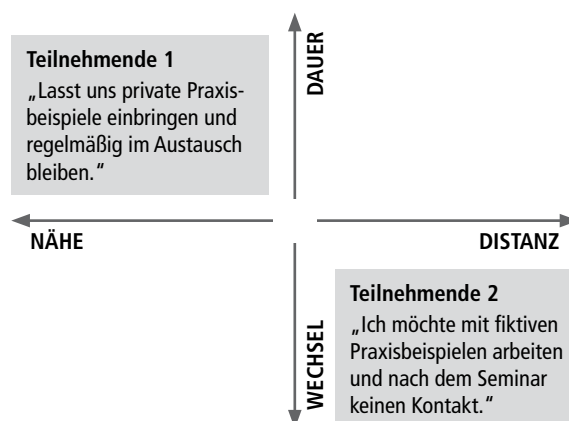 DAUER
Teilnehmende 1
„Lasst uns private Praxis-
beispiele einbringen und
regelmäßig im Austausch
bleiben.“
NÄHE
DISTANZ
WECHSEL
Teilnehmende 2
„Ich möchte mit fiktiven
Praxisbeispielen arbeiten
und nach dem Seminar
keinen Kontakt.“